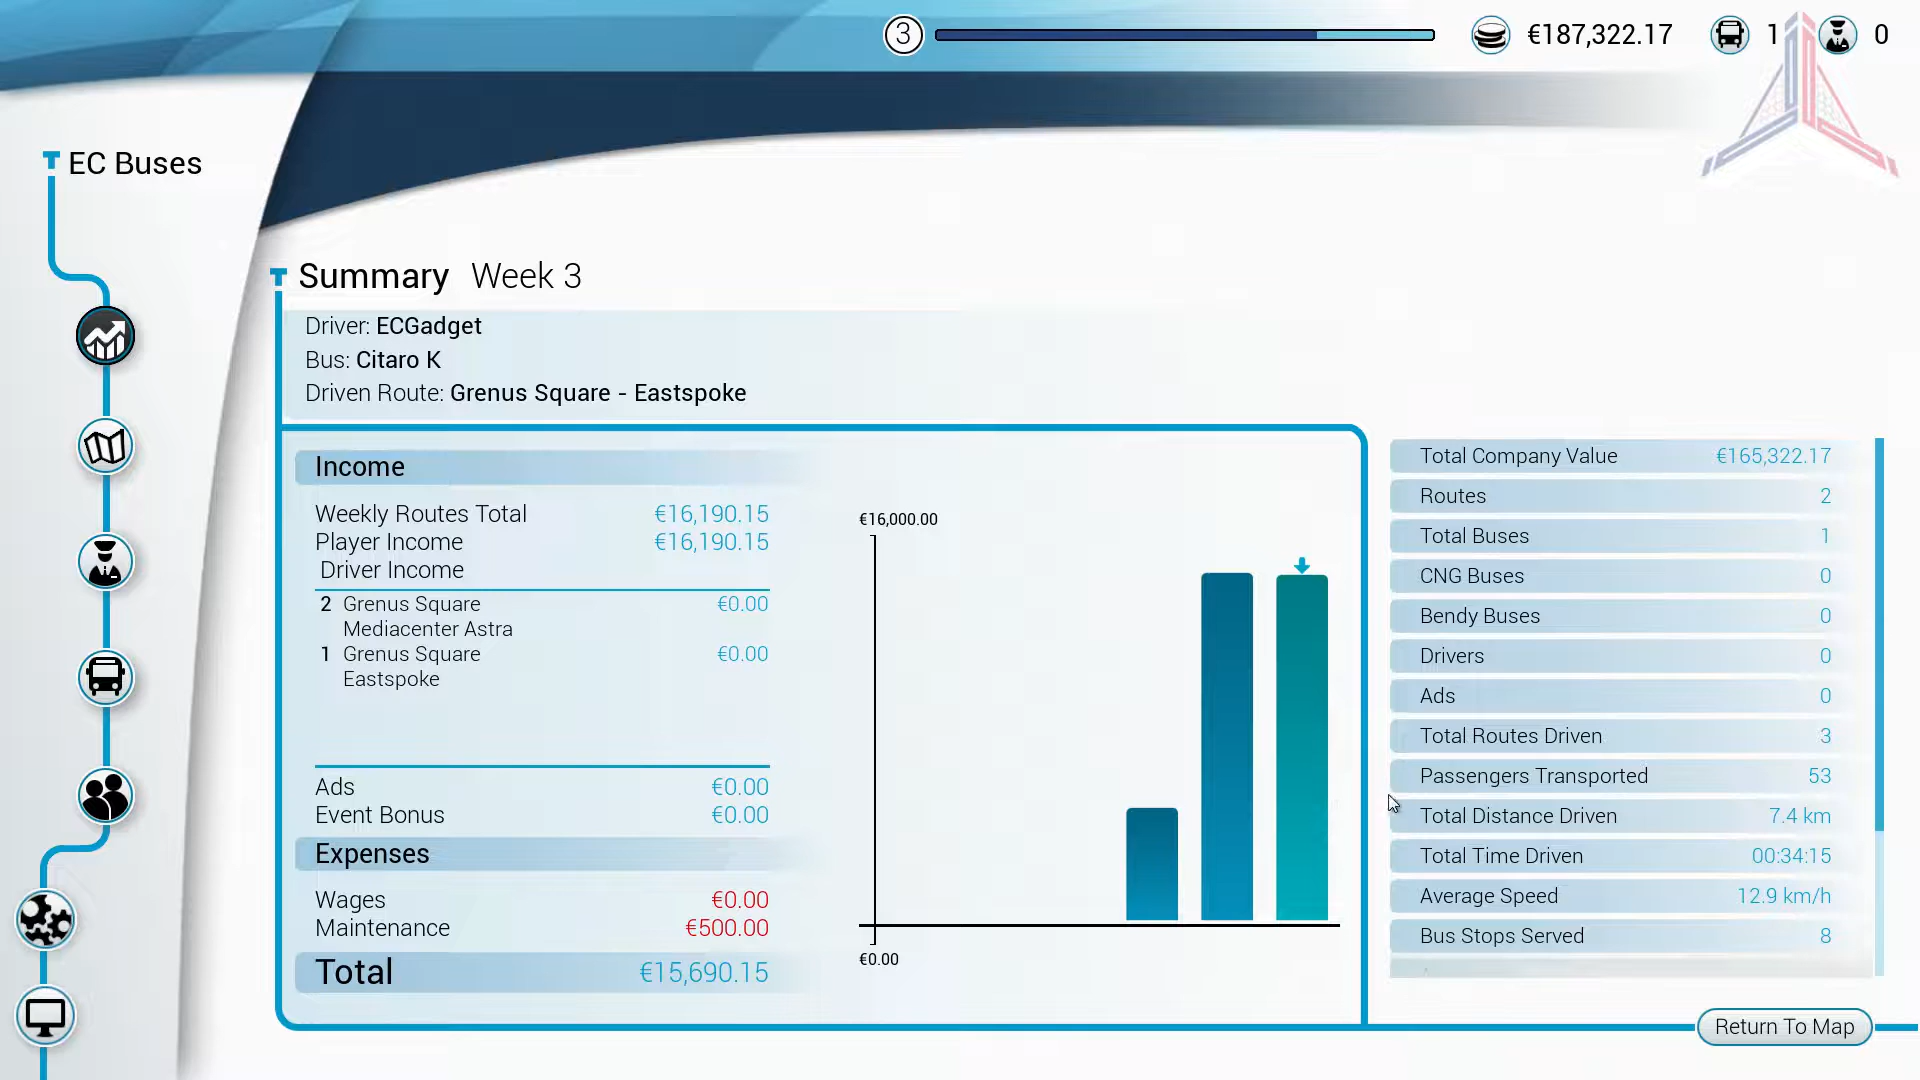 3 €187,322.17 1 0
EC Buses
Summary Week 3
Driver: ECGadget
Bus: Citaro K
Driven Route: Grenus Square - Eastspoke
Income
Weekly Routes Total €16,190.15
Player Income €16,190.15
Driver Income
2 Grenus Square €0.00
Mediacenter Astra
1 Grenus Square €0.00
Eastspoke
Ads €0.00
Event Bonus €0.00
Expenses
Wages €0.00
Maintenance €500.00
Total €15,690.15
€16,000.00
€0.00
Total Company Value €165,322.17
Routes 2
Total Buses 1
CNG Buses 0
Bendy Buses 0
Drivers 0
Ads 0
Total Routes Driven 3
Passengers Transported 53
Total Distance Driven 7.4 km
Total Time Driven 00:34:15
Average Speed 12.9 km/h
Bus Stops Served 8
Return To Map